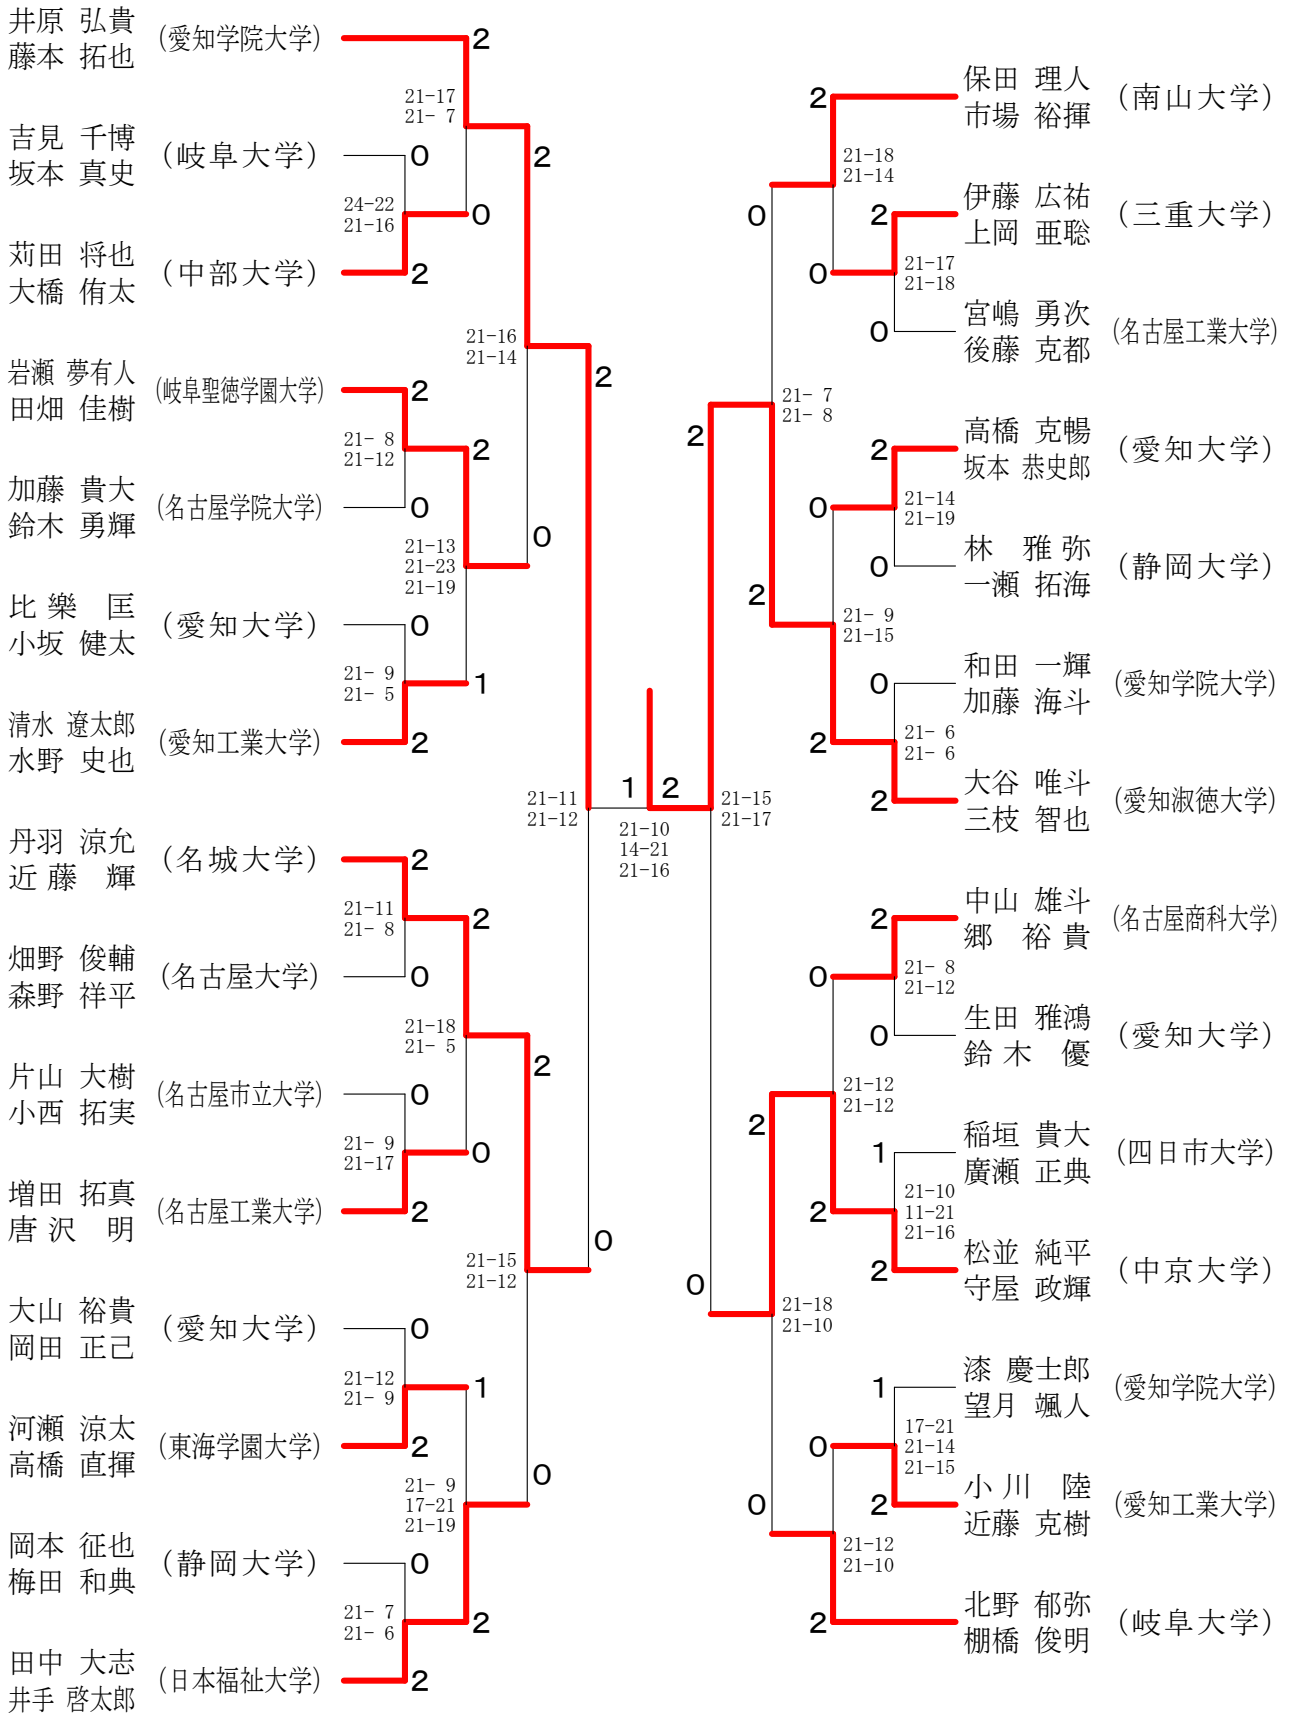 井原 弘貴
藤本 拓也
(愛知学院大学)
2
21-17
21- 7
2
吉見 千博
坂本 真史
(岐阜大学)
0
24-22
21-16
0
苅田 将也
大橋 侑太
(中部大学)
2
21-16
21-14
2
岩瀬 夢有人
田畑 佳樹
(岐阜聖徳学園大学)
2
21- 8
21-12
2
加藤 貴大
鈴木 勇輝
(名古屋学院大学)
0
21-13
21-23
21-19
0
比樂 匡
小坂 健太
(愛知大学)
0
21- 9
21- 5
1
清水 遼太郎
水野 史也
(愛知工業大学)
2
21-11
21-12
丹羽 涼允
近藤 輝
(名城大学)
2
21-11
21- 8
2
畑野 俊輔
森野 祥平
(名古屋大学)
0
21-18
21- 5
2
片山 大樹
小西 拓実
(名古屋市立大学)
0
21- 9
21-17
0
増田 拓真
唐沢 明
(名古屋工業大学)
2
21-15
21-12
0
大山 裕貴
岡田 正己
(愛知大学)
0
21-12
21- 9
1
河瀬 涼太
高橋 直揮
(東海学園大学)
2
21- 9
17-21
21-19
0
岡本 征也
梅田 和典
(静岡大学)
0
21- 7
21- 6
2
田中 大志
井手 啓太郎
(日本福祉大学)
2
1
2
21-10
14-21
21-16
2
保田 理人
市場 裕揮
(南山大学)
21-18
21-14
0
2
伊藤 広祐
上岡 亜聡
(三重大学)
0
21-17
21-18
0
宮嶋 勇次
後藤 克都
(名古屋工業大学)
21- 7
21- 8
2
2
高橋 克暢
坂本 恭史郎
(愛知大学)
0
21-14
21-19
0
林 雅弥
一瀬 拓海
(静岡大学)
2
21- 9
21-15
0
和田 一輝
加藤 海斗
(愛知学院大学)
2
21- 6
21- 6
2
大谷 唯斗
三枝 智也
(愛知淑徳大学)
21-15
21-17
2
中山 雄斗
郷 裕貴
(名古屋商科大学)
0
21- 8
21-12
0
生田 雅鴻
鈴木 優
(愛知大学)
21-12
21-12
2
1
稲垣 貴大
廣瀬 正典
(四日市大学)
2
21-10
11-21
21-16
2
松並 純平
守屋 政輝
(中京大学)
0
21-18
21-10
1
漆 慶士郎
望月 颯人
(愛知学院大学)
0
17-21
21-14
21-15
2
小川 陸
近藤 克樹
(愛知工業大学)
0
21-12
21-10
2
北野 郁弥
棚橋 俊明
(岐阜大学)